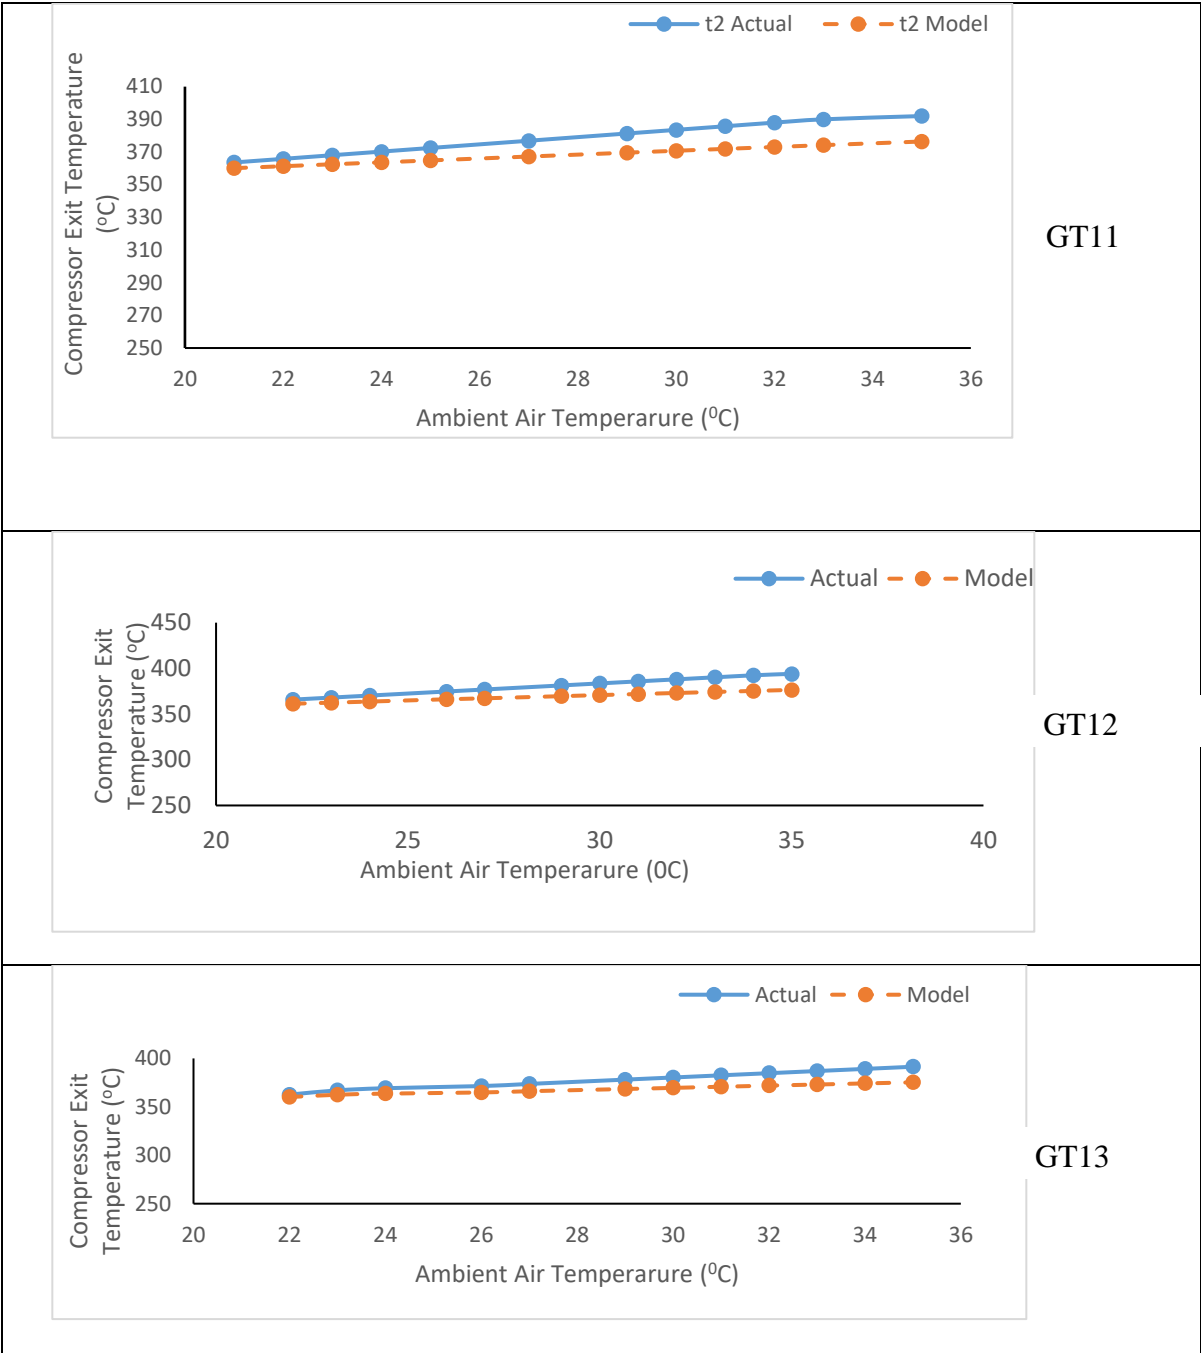 t2 Actual t2 Model
Compressor Exit Temperature
(ºC)
410
390
370
350
330
310
290
270
250
20 22 24 26 28 30 32 34 36
Ambient Air Temperarure (⁰C)
GT11
Actual Model
Compressor Exit
Temperature (ºC)
450
400
350
300
250
20 25 30 35 40
Ambient Air Temperarure (0C)
GT12
Actual Model
Compressor Exit
Temperature (ºC)
400
350
300
250
20 22 24 26 28 30 32 34 36
Ambient Air Temperarure (⁰C)
GT13